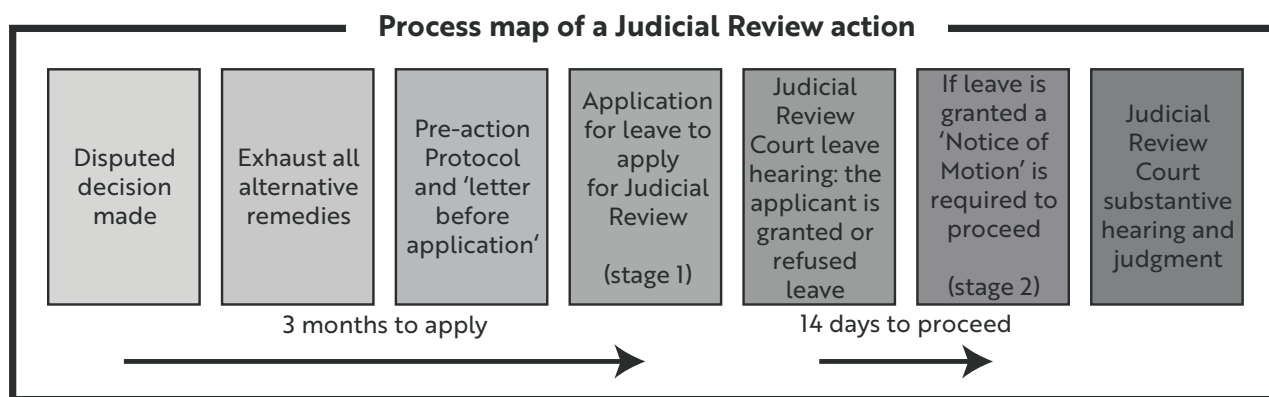 Process map of a Judicial Review action
Disputed
decision
made
Exhaust all
alternative
remedies
Pre-action
Protocol
and ‘letter
before
application‘
Application
for leave to
apply
for Judicial
Review
(stage 1)
Judicial
Review
Court leave
hearing: the
applicant is
granted or
refused
leave
If leave is
granted a
‘Notice of
Motion’ is
required to
proceed
(stage 2)
Judicial
Review
Court
substantive
hearing and
judgment
3 months to apply
14 days to proceed